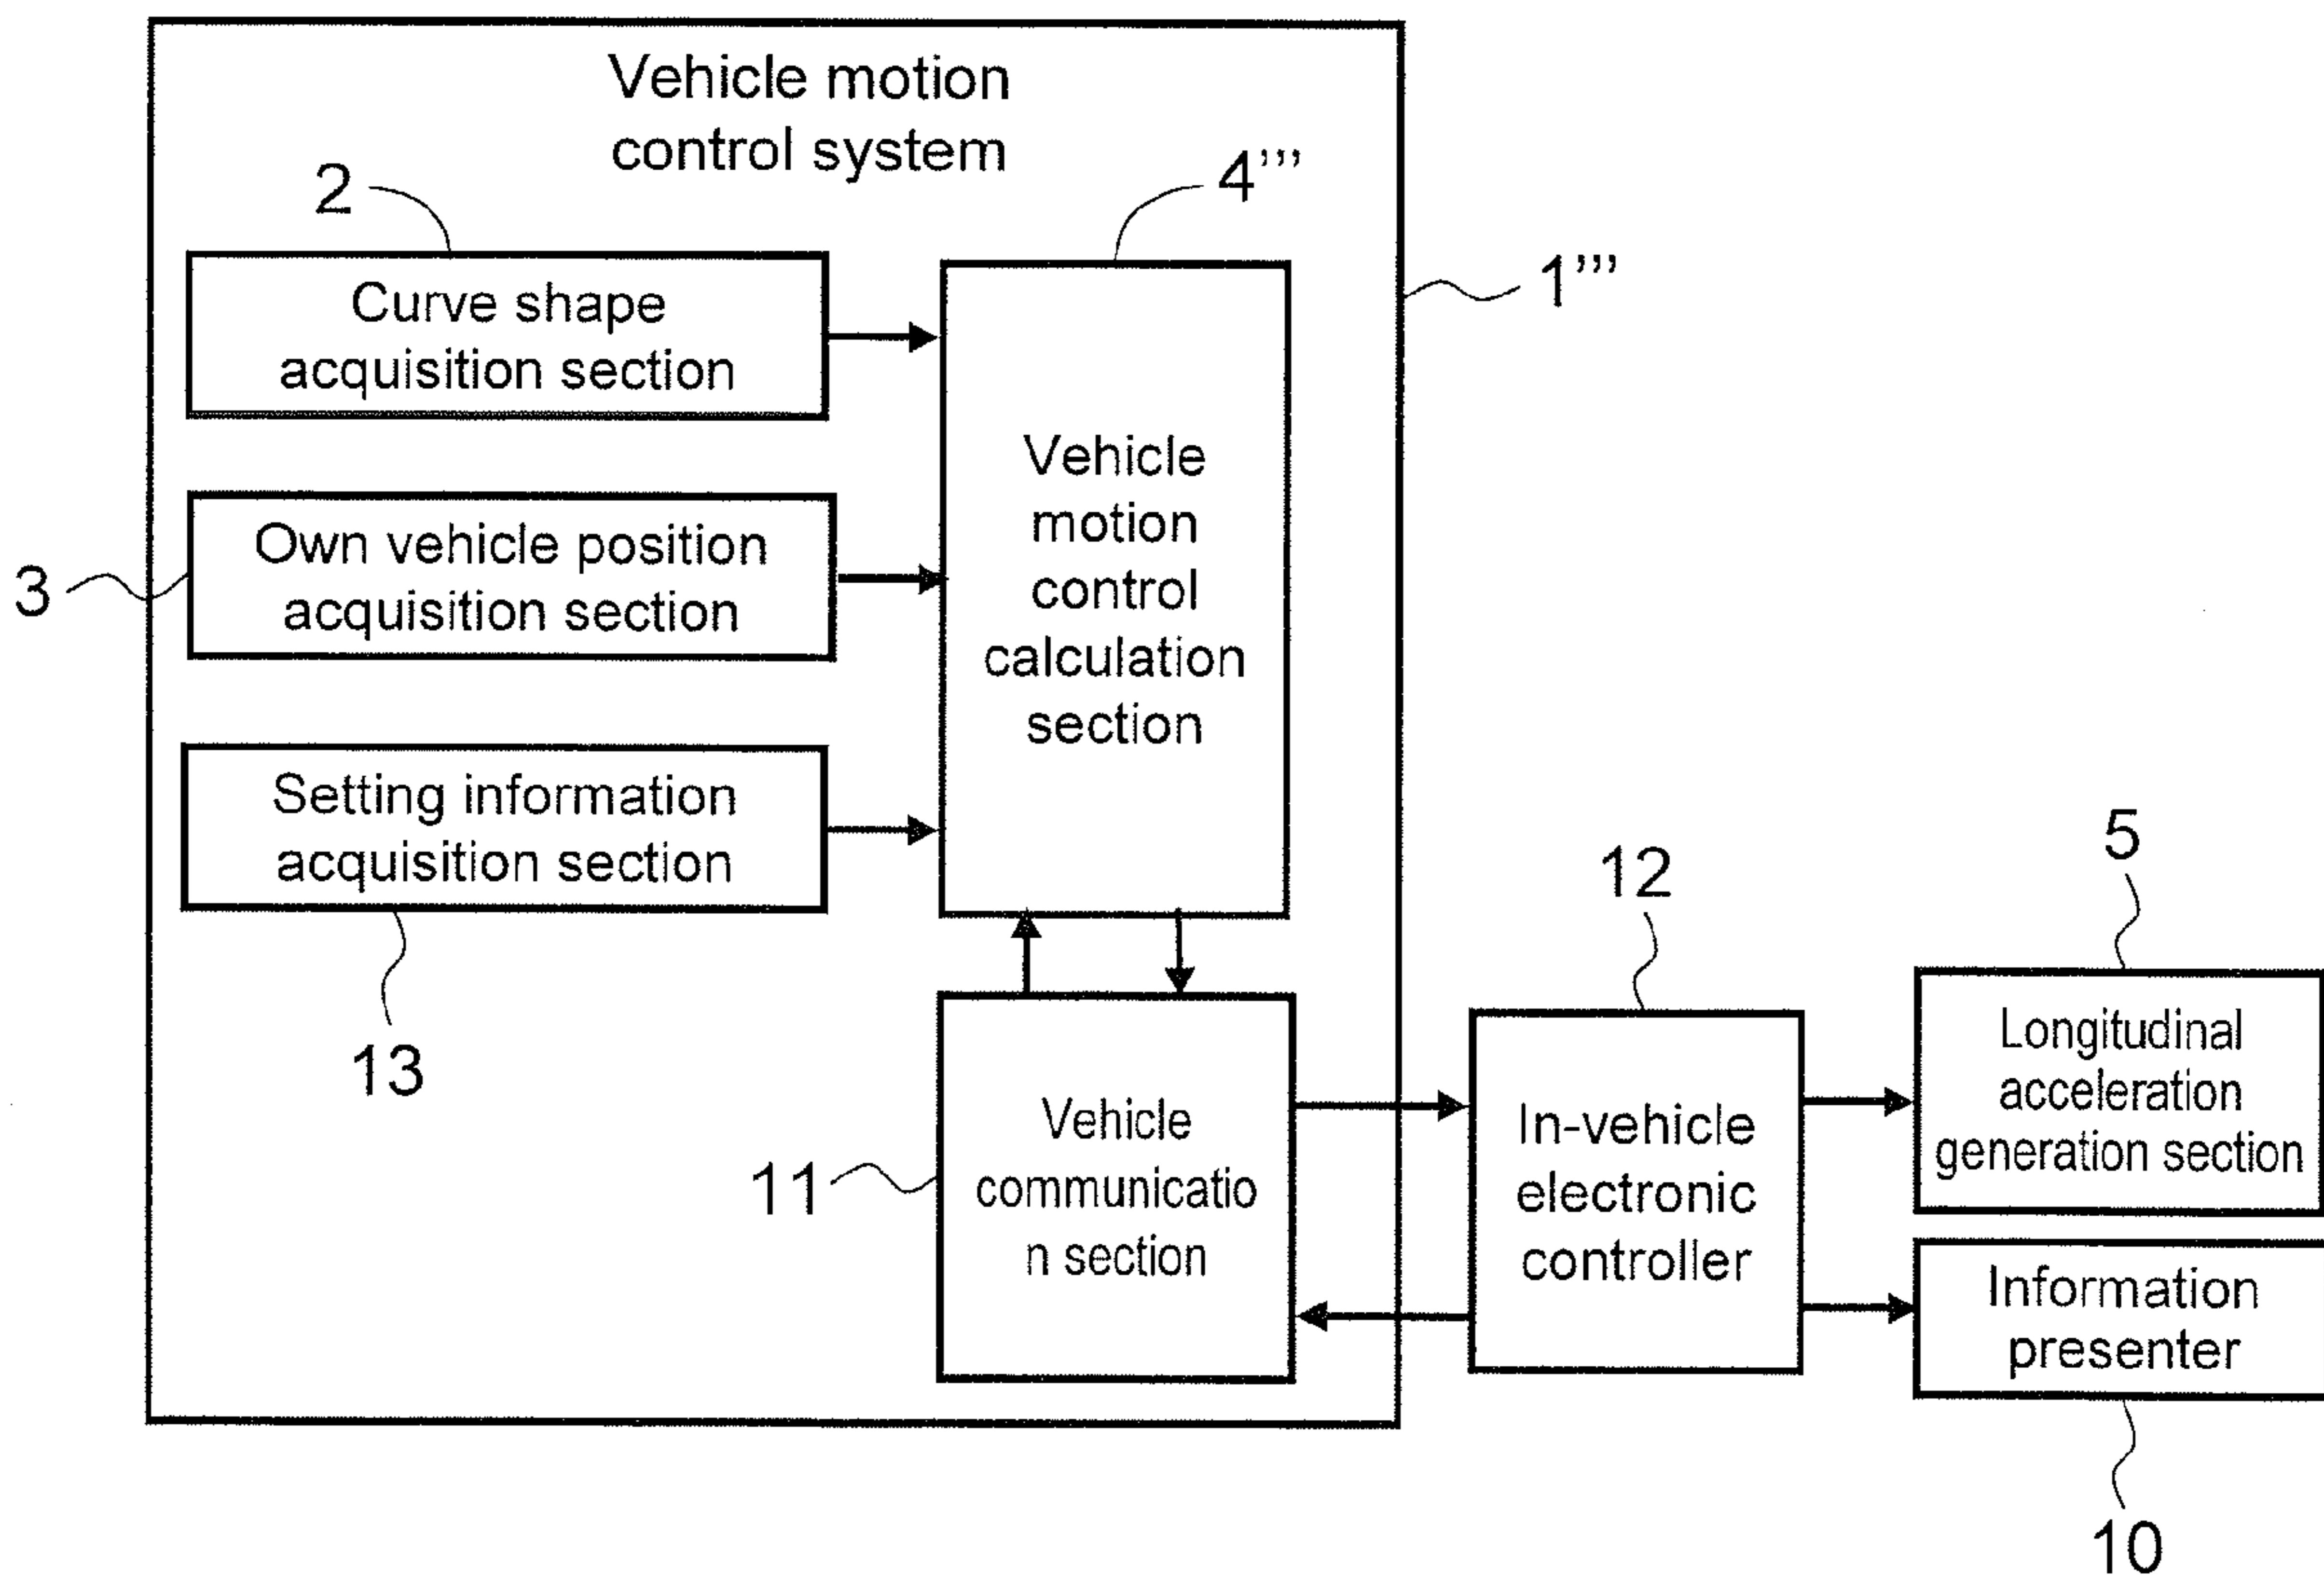 Vehicle motion
control system
2
4’’’
1’’’
Curve shape
acquisition section
3
Own vehicle position
acquisition section
Vehicle
motion
control
calculation
section
Setting information
acquisition section
13
11
Vehicle
communicatio
n section
12
In-vehicle
electronic
controller
5
Longitudinal
acceleration
generation section
Information
presenter
10